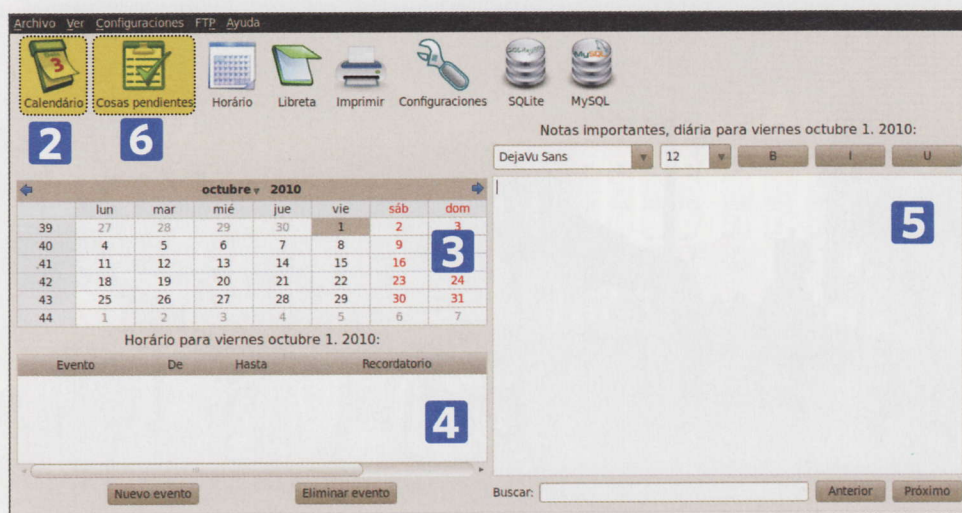 Archivo Ver Configuraciones FTP Ayuda
3
SQLite MySQL
Calendário Cosas pendientes Horário Libreta Imprimir Configuraciones SQLite MySQL
2 6
Notas importantes, diária para viernes octubre 1. 2010:
DejaVu Sans 12 B I U
octubre 2010
lun mar mié jue vie sáb dom
39 27 28 29 30 1 2 3
40 4 5 6 7 8 9
41 11 12 13 14 15 16
42 18 19 20 21 22 23 24
43 25 26 27 28 29 30 31
44 1 2 3 4 5 6 7
3
5
Horário para viernes octubre 1. 2010:
Evento De Hasta Recordatorio
4
Nuevo evento Eliminar evento
Buscar: Anterior Próximo